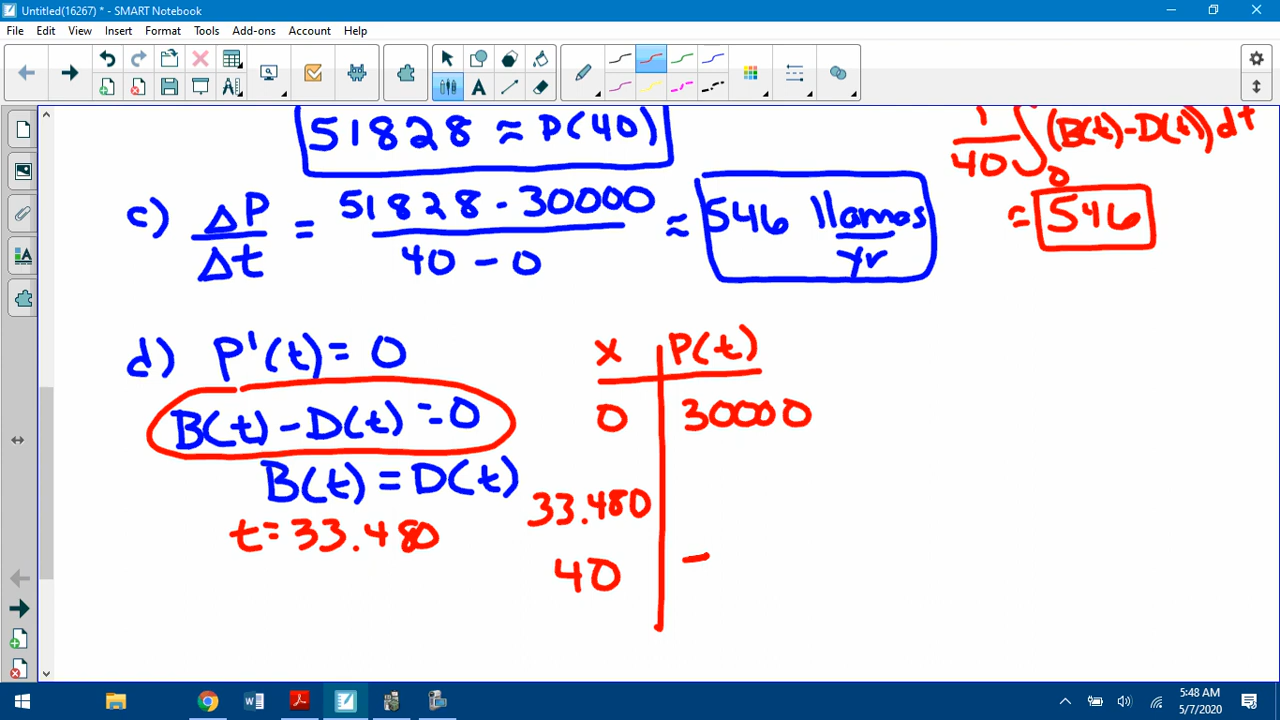 Untitled(16267) * - SMART Notebook
File Edit View Insert Format Tools Add-ons Account Help
51828 ≈ P(40)
1/40 ∫0 (B(t)-D(t)) dt
≈ 546
c) ΔP/Δt = 51828 - 30000 / 40 - 0 ≈ 546 llamas/yr
d) P'(t) = 0
B(t) - D(t) = 0
B(t) = D(t)
t = 33.480
x P(t)
0 30000
33.480
40
5:48 AM
5/7/2020